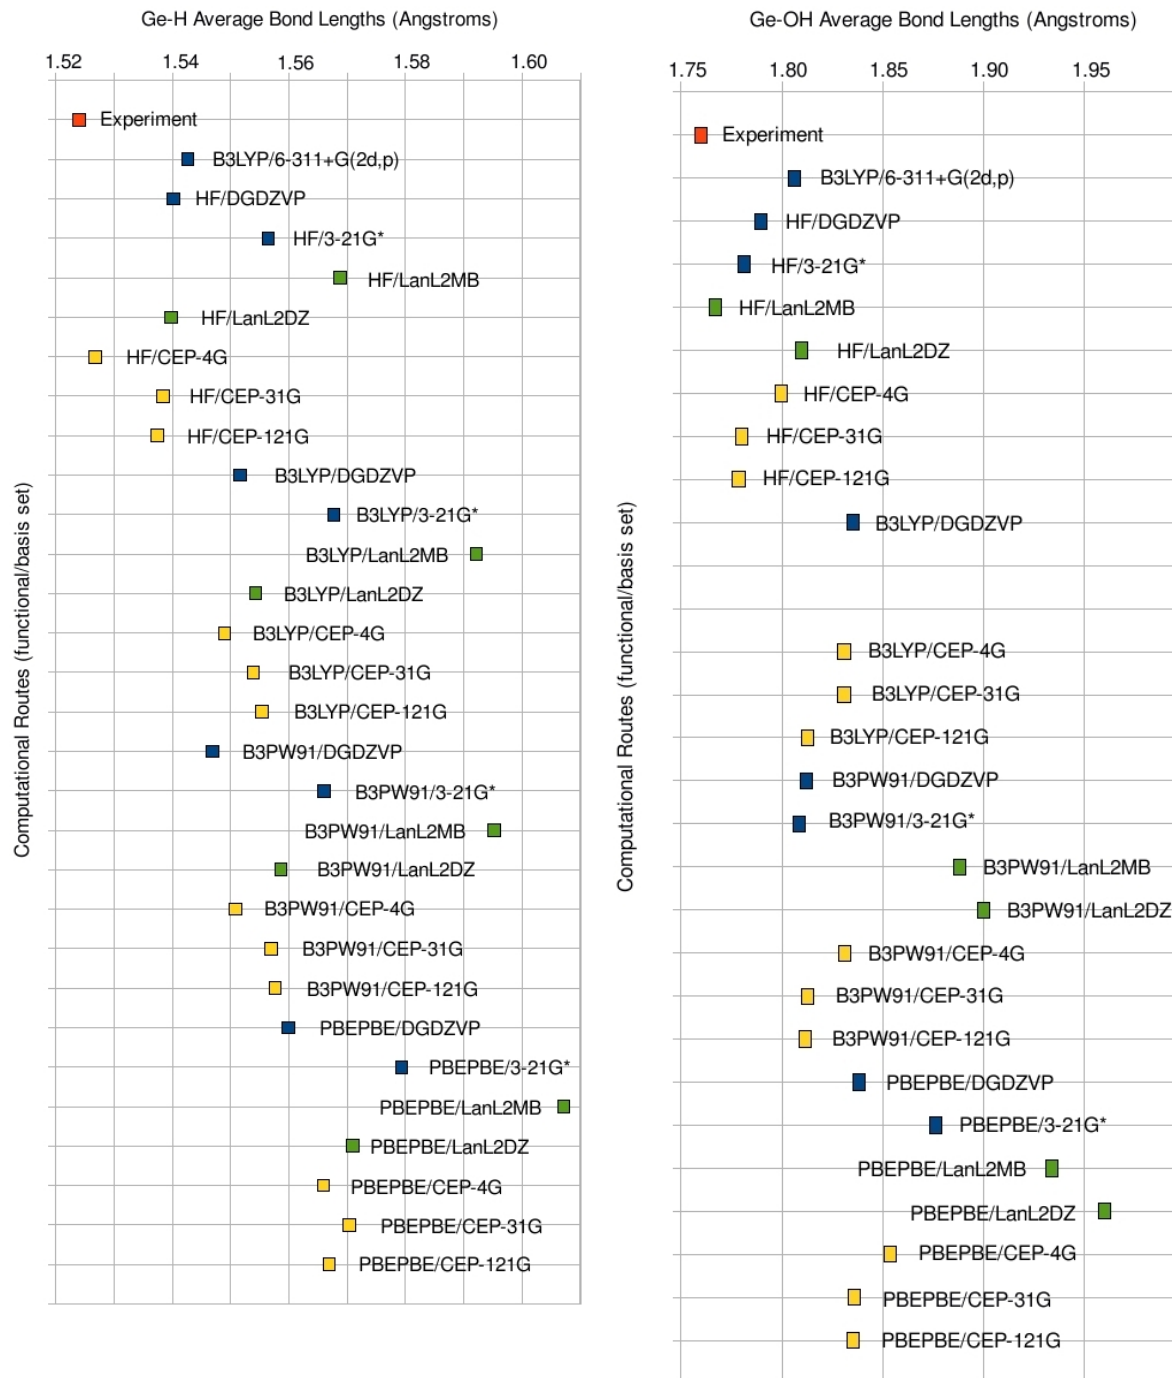 Ge-H Average Bond Lengths (Angstroms)
1.52 1.54 1.56 1.58 1.60
Experiment
B3LYP/6-311+G(2d,p)
HF/DGDZVP
HF/3-21G*
HF/LanL2MB
HF/LanL2DZ
HF/CEP-4G
HF/CEP-31G
HF/CEP-121G
B3LYP/DGDZVP
B3LYP/3-21G*
B3LYP/LanL2MB
B3LYP/LanL2DZ
B3LYP/CEP-4G
B3LYP/CEP-31G
B3LYP/CEP-121G
B3PW91/DGDZVP
B3PW91/3-21G*
B3PW91/LanL2MB
B3PW91/LanL2DZ
B3PW91/CEP-4G
B3PW91/CEP-31G
B3PW91/CEP-121G
PBEPBE/DGDZVP
PBEPBE/3-21G*
PBEPBE/LanL2MB
PBEPBE/LanL2DZ
PBEPBE/CEP-4G
PBEPBE/CEP-31G
PBEPBE/CEP-121G
Computational Routes (functional/basis set)
Ge-OH Average Bond Lengths (Angstroms)
1.75 1.80 1.85 1.90 1.95
Experiment
B3LYP/6-311+G(2d,p)
HF/DGDZVP
HF/3-21G*
HF/LanL2MB
HF/LanL2DZ
HF/CEP-4G
HF/CEP-31G
HF/CEP-121G
B3LYP/DGDZVP
B3LYP/CEP-4G
B3LYP/CEP-31G
B3LYP/CEP-121G
B3PW91/DGDZVP
B3PW91/3-21G*
B3PW91/LanL2MB
B3PW91/LanL2DZ
B3PW91/CEP-4G
B3PW91/CEP-31G
B3PW91/CEP-121G
PBEPBE/DGDZVP
PBEPBE/3-21G*
PBEPBE/LanL2MB
PBEPBE/LanL2DZ
PBEPBE/CEP-4G
PBEPBE/CEP-31G
PBEPBE/CEP-121G
Computational Routes (functional/basis set)